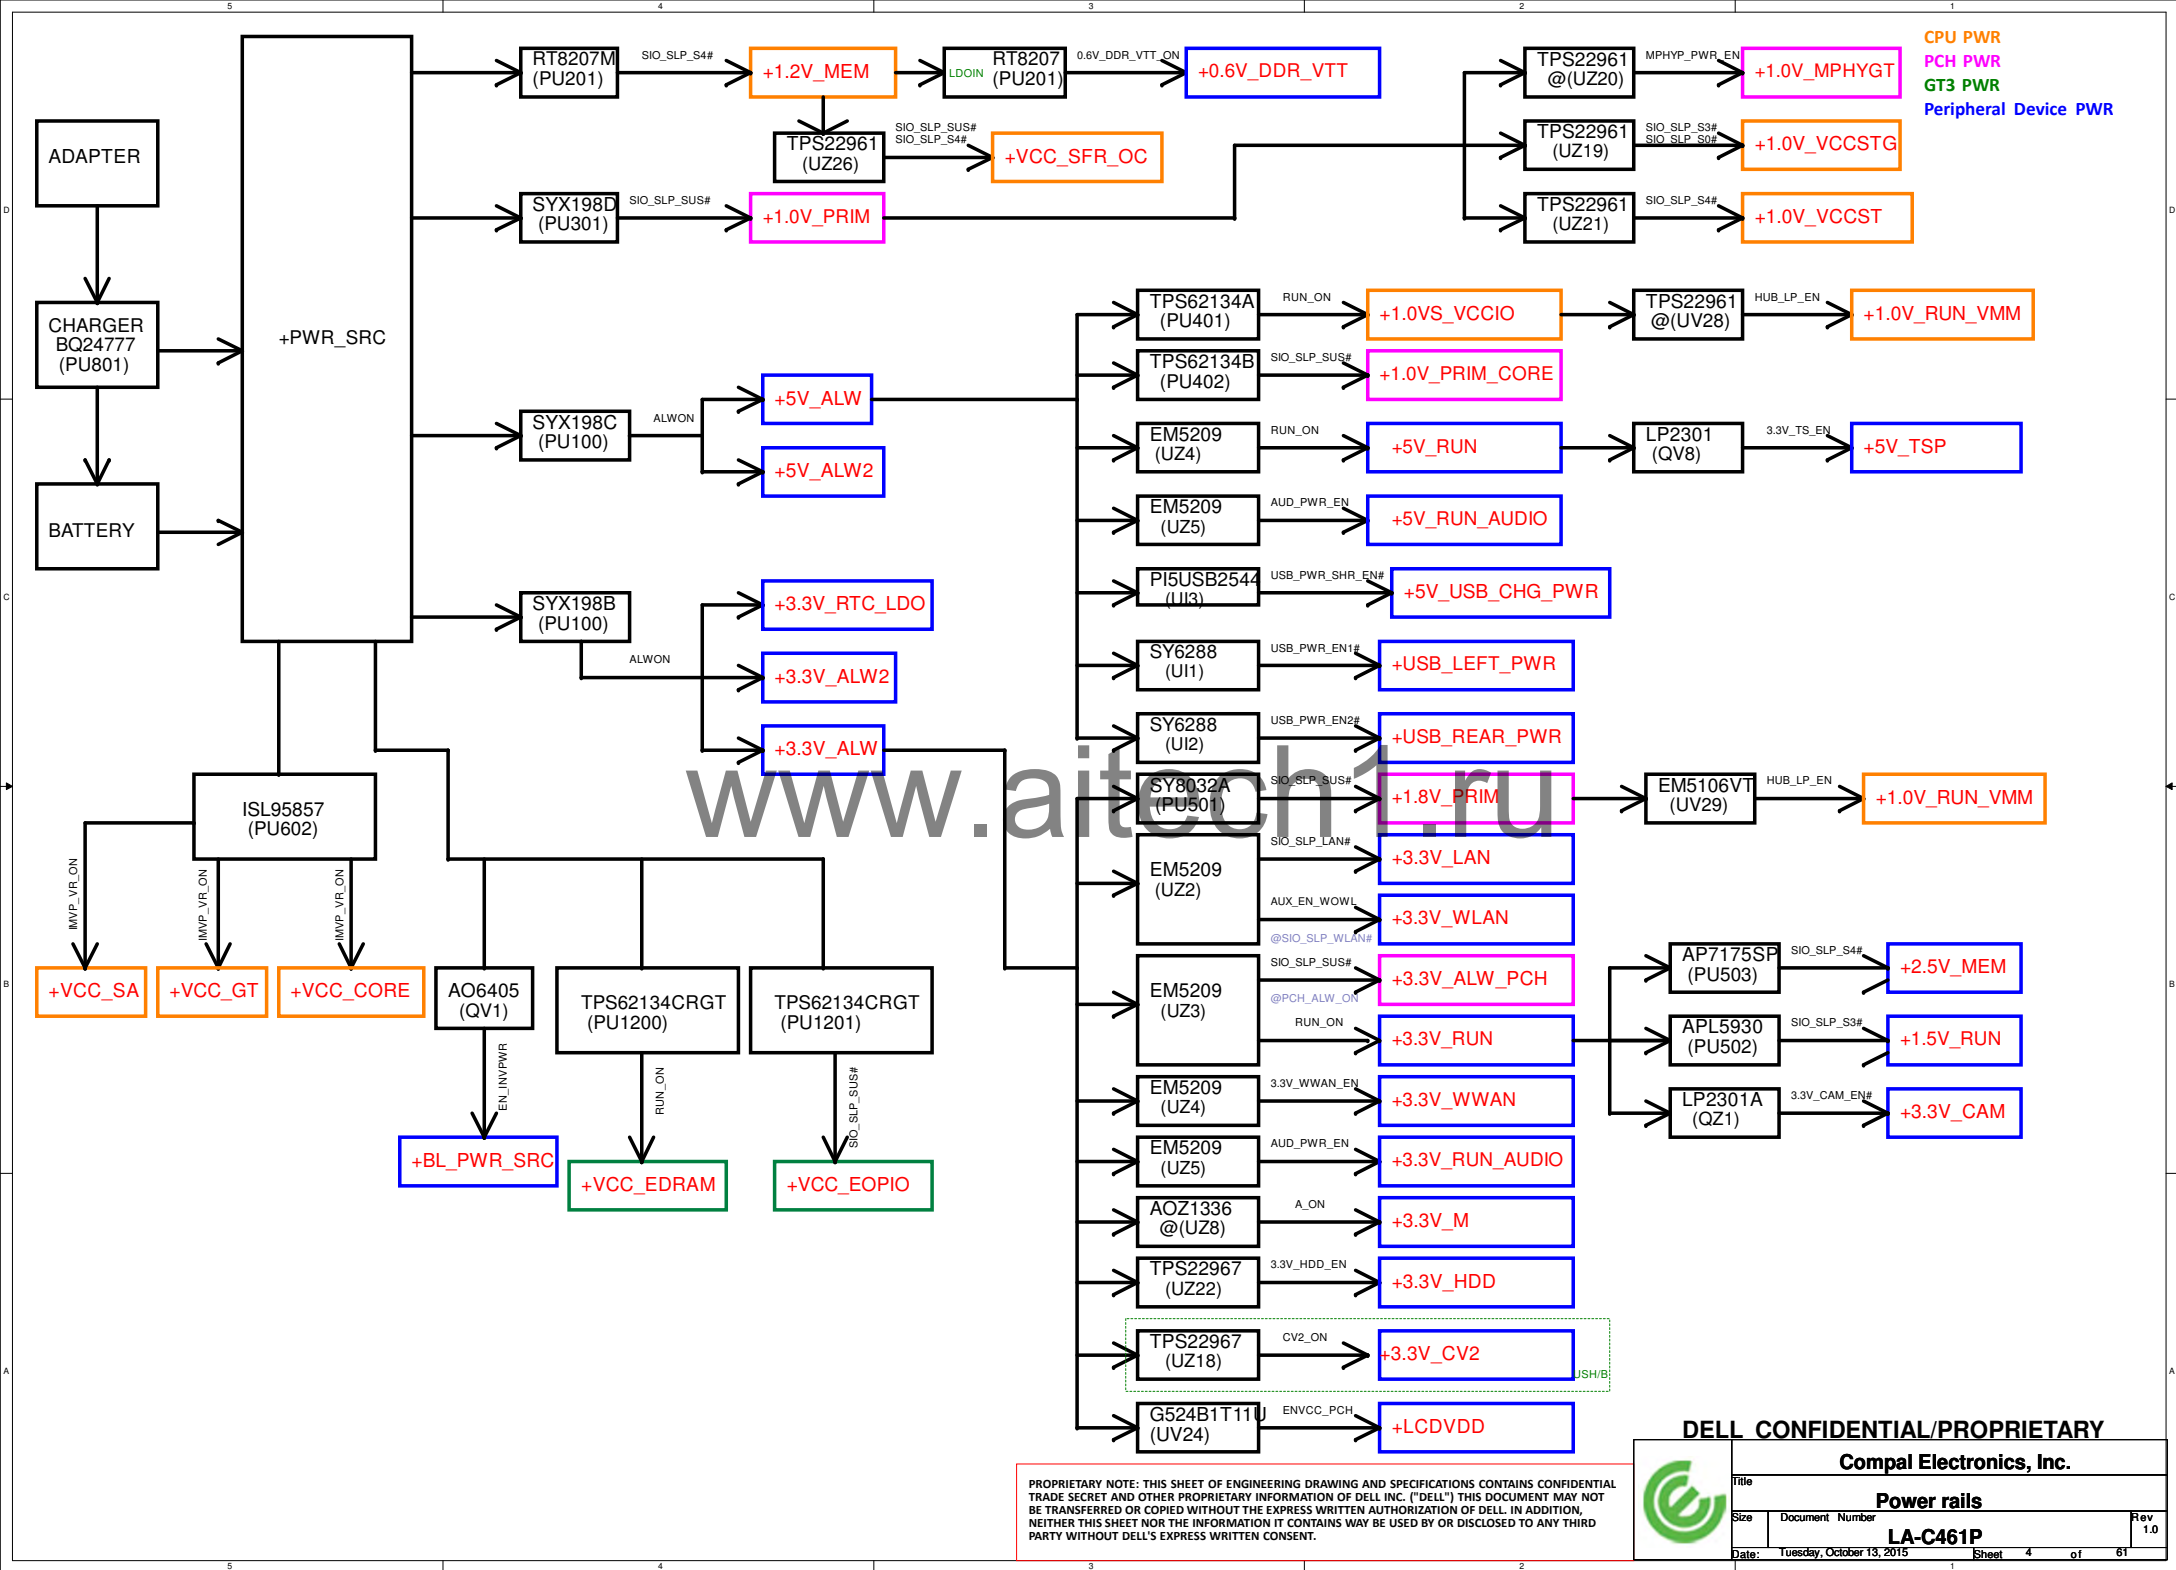 5
4
3
2
1
CPU PWR
PCH PWR
GT3 PWR
Peripheral Device PWR
ADAPTER
CHARGER
BQ24777
(PU801)
BATTERY
+PWR_SRC
RT8207M
(PU201)
SIO_SLP_S4#
+1.2V_MEM
LDOIN
RT8207
(PU201)
0.6V_DDR_VTT_ON
+0.6V_DDR_VTT
TPS22961
(UZ26)
SIO_SLP_SUS#
SIO_SLP_S4#
+VCC_SFR_OC
SYX198D
(PU301)
SIO_SLP_SUS#
+1.0V_PRIM
TPS22961
@(UZ20)
MPHYP_PWR_EN
+1.0V_MPHYGT
TPS22961
(UZ19)
SIO_SLP_S3#
SIO_SLP_S0#
+1.0V_VCCSTG
TPS22961
(UZ21)
SIO_SLP_S4#
+1.0V_VCCST
D
D
SYX198C
(PU100)
ALWON
+5V_ALW
+5V_ALW2
SYX198B
(PU100)
ALWON
+3.3V_RTC_LDO
+3.3V_ALW2
+3.3V_ALW
TPS62134A
(PU401)
RUN_ON
+1.0VS_VCCIO
TPS22961
@(UV28)
HUB_LP_EN
+1.0V_RUN_VMM
TPS62134B
(PU402)
SIO_SLP_SUS#
+1.0V_PRIM_CORE
EM5209
(UZ4)
RUN_ON
+5V_RUN
LP2301
(QV8)
3.3V_TS_EN
+5V_TSP
EM5209
(UZ5)
AUD_PWR_EN
+5V_RUN_AUDIO
PI5USB2544
(UI3)
USB_PWR_SHR_EN#
+5V_USB_CHG_PWR
C
C
SY6288
(UI1)
USB_PWR_EN1#
+USB_LEFT_PWR
SY6288
(UI2)
USB_PWR_EN2#
+USB_REAR_PWR
www.aitech1.ru
SY8032A
(PU501)
SIO_SLP_SUS#
+1.8V_PRIM
EM5106VT
(UV29)
HUB_LP_EN
+1.0V_RUN_VMM
EM5209
(UZ2)
SIO_SLP_LAN#
+3.3V_LAN
AUX_EN_WOWL
@SIO_SLP_WLAN#
+3.3V_WLAN
EM5209
(UZ3)
SIO_SLP_SUS#
@PCH_ALW_ON
+3.3V_ALW_PCH
RUN_ON
+3.3V_RUN
AP7175SP
(PU503)
SIO_SLP_S4#
+2.5V_MEM
APL5930
(PU502)
SIO_SLP_S3#
+1.5V_RUN
LP2301A
(QZ1)
3.3V_CAM_EN#
+3.3V_CAM
B
B
EM5209
(UZ4)
3.3V_WWAN_EN
+3.3V_WWAN
EM5209
(UZ5)
AUD_PWR_EN
+3.3V_RUN_AUDIO
AOZ1336
@(UZ8)
A_ON
+3.3V_M
TPS22967
(UZ22)
3.3V_HDD_EN
+3.3V_HDD
TPS22967
(UZ18)
CV2_ON
+3.3V_CV2
USH/B
G524B1T11U
(UV24)
ENVCC_PCH
+LCDVDD
A
A
ISL95857
(PU602)
IMVP_VR_ON
IMVP_VR_ON
IMVP_VR_ON
+VCC_SA
+VCC_GT
+VCC_CORE
AO6405
(QV1)
EN_INVPWR
+BL_PWR_SRC
TPS62134CRGT
(PU1200)
RUN_ON
+VCC_EDRAM
TPS62134CRGT
(PU1201)
SIO_SLP_SUS#
+VCC_EOPIO
PROPRIETARY NOTE: THIS SHEET OF ENGINEERING DRAWING AND SPECIFICATIONS CONTAINS CONFIDENTIAL
TRADE SECRET AND OTHER PROPRIETARY INFORMATION OF DELL INC. ("DELL") THIS DOCUMENT MAY NOT
BE TRANSFERRED OR COPIED WITHOUT THE EXPRESS WRITTEN AUTHORIZATION OF DELL. IN ADDITION,
NEITHER THIS SHEET NOR THE INFORMATION IT CONTAINS WAY BE USED BY OR DISCLOSED TO ANY THIRD
PARTY WITHOUT DELL'S EXPRESS WRITTEN CONSENT.
DELL CONFIDENTIAL/PROPRIETARY
Compal Electronics, Inc.
Title
Power rails
Size
Document Number
Rev
LA-C461P
1.0
Date:
Tuesday, October 13, 2015
Sheet 4 of 61
5
4
3
2
1